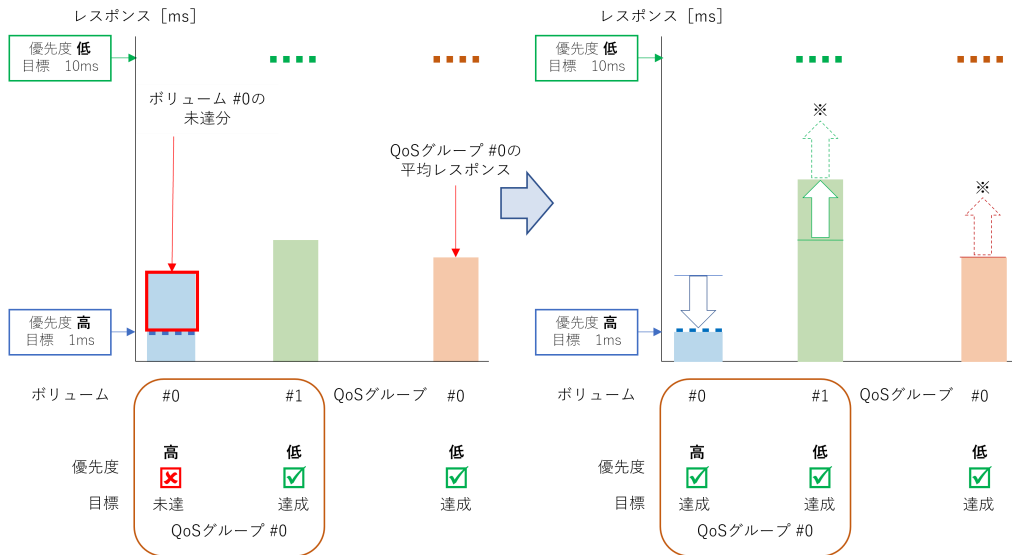 レスポンス [ms]
優先度 低
目標　10ms
ボリューム #0の
未達分
QoSグループ #0の
平均レスポンス
優先度 高
目標　1ms
ボリューム #0 #1 QoSグループ #0
高 低 低
優先度
目標 未達 達成 達成
QoSグループ #0
レスポンス [ms]
優先度 低
目標　10ms
※
※
優先度 高
目標　1ms
ボリューム #0 #1 QoSグループ #0
高 低 低
優先度
目標 達成 達成 達成
QoSグループ #0